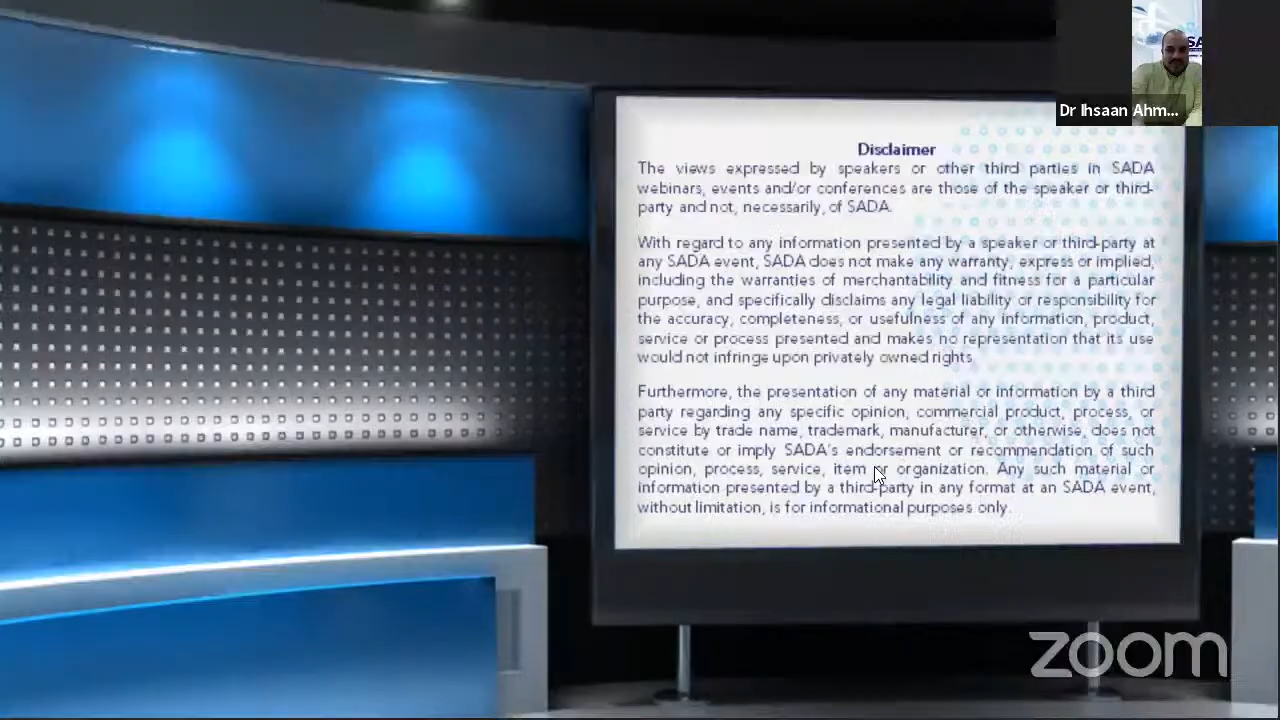 SA
Dr Ihsaan Ahm...
Disclaimer
The views expressed by speakers or other third parties in SADA
webinars, events and/or conferences are those of the speaker or third-
party and not, necessarily, of SADA.
With regard to any information presented by a speaker or third-party at
any SADA event, SADA does not make any warranty, express or implied,
including the warranties of merchantability and fitness for a particular
purpose, and specifically disclaims any legal liability or responsibility for
the accuracy, completeness, or usefulness of any information, product,
service or process presented and makes no representation that its use
would not infringe upon privately owned rights.
Furthermore, the presentation of any material or information by a third
party regarding any specific opinion, commercial product, process, or
service by trade name, trademark, manufacturer, or otherwise, does not
constitute or imply SADA's endorsement or recommendation of such
opinion, process, service, item or organization. Any such material or
information presented by a third-party in any format at an SADA event,
without limitation, is for informational purposes only.
zoom